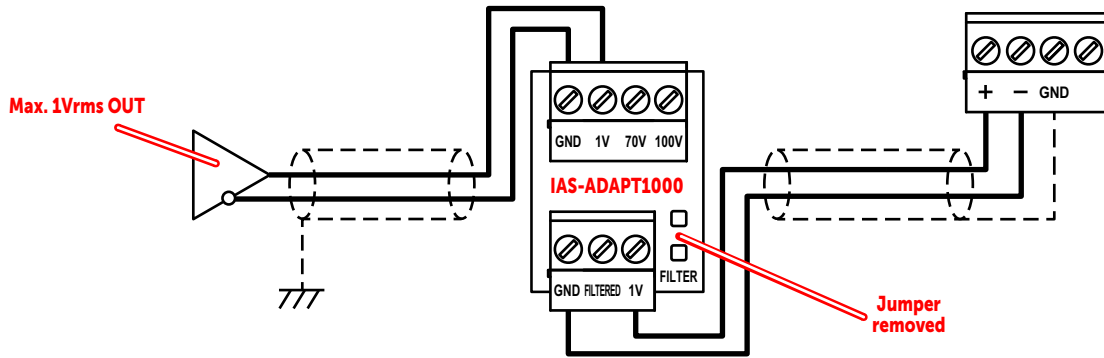 Max. 1Vrms OUT
GND 1V 70V 100V
IAS-ADAPT1000
FILTER
GND FILTERED 1V
Jumper
removed
+ − GND